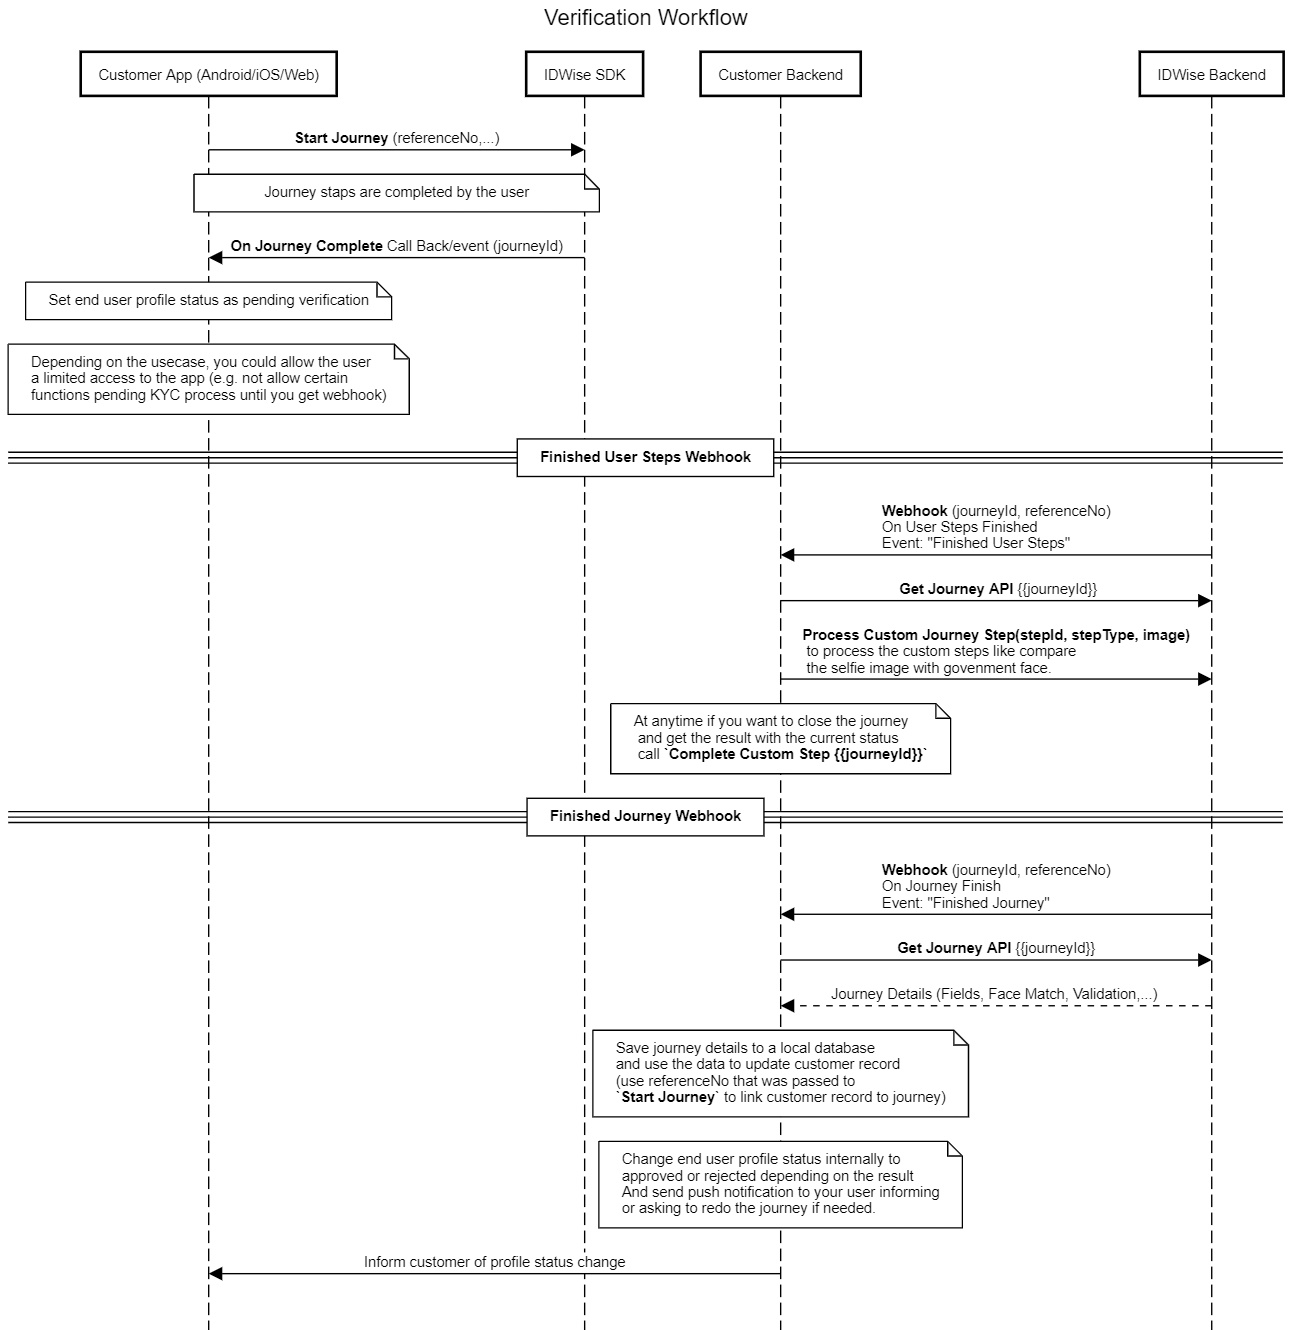 Verification Workflow
Customer App (Android/iOS/Web)
IDWise SDK
Customer Backend
IDWise Backend
Start Journey (referenceNo,...)
Journey staps are completed by the user
On Journey Complete Call Back/event (journeyId)
Set end user profile status as pending verification
Depending on the usecase, you could allow the user
a limited access to the app (e.g. not allow certain
functions pending KYC process until you get webhook)
Finished User Steps Webhook
Webhook (journeyId, referenceNo)
On User Steps Finished
Event: "Finished User Steps"
Get Journey API {{journeyId}}
Process Custom Journey Step(stepId, stepType, image)
to process the custom steps like compare
the selfie image with govenment face.
At anytime if you want to close the journey
and get the result with the current status
call `Complete Custom Step {{journeyId}}`
Finished Journey Webhook
Webhook (journeyId, referenceNo)
On Journey Finish
Event: "Finished Journey"
Get Journey API {{journeyId}}
Journey Details (Fields, Face Match, Validation,...)
Save journey details to a local database
and use the data to update customer record
(use referenceNo that was passed to
`Start Journey` to link customer record to journey)
Change end user profile status internally to
approved or rejected depending on the result
And send push notification to your user informing
or asking to redo the journey if needed.
Inform customer of profile status change